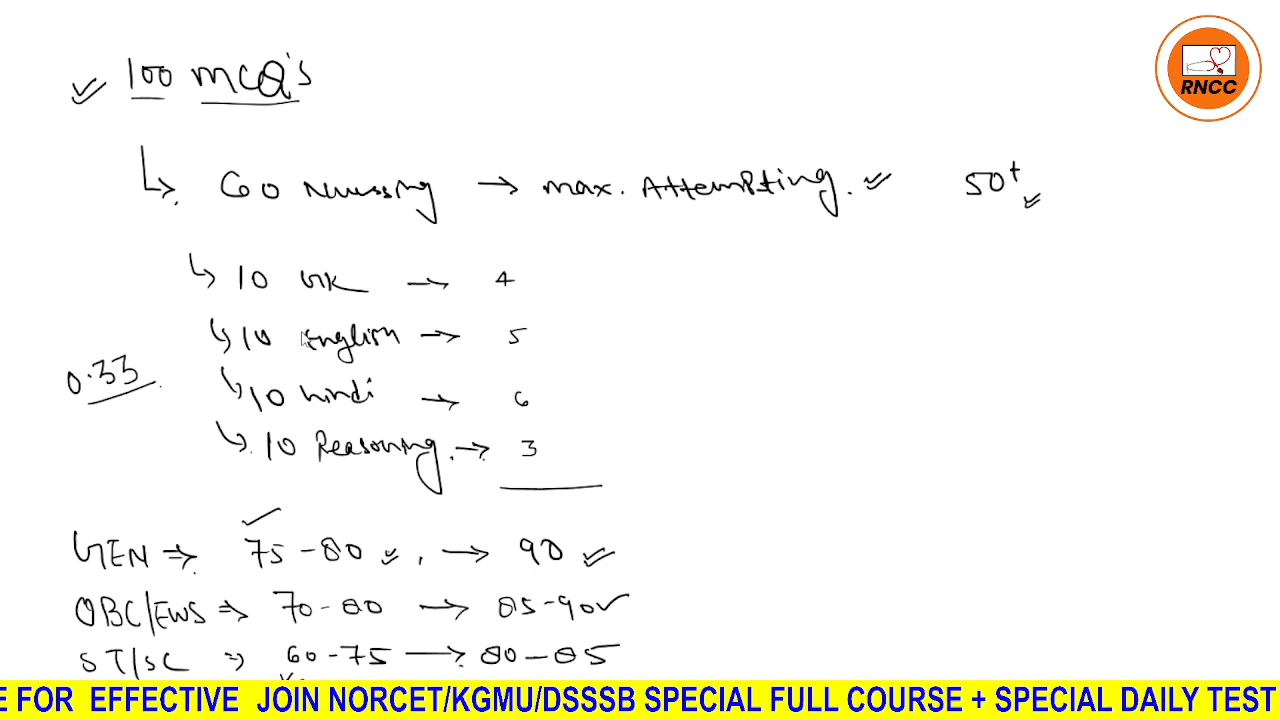 100 MCQ's
RNCC
60 Nurssing → max. Attempting. 50+
10 GK → 4
10 English → 5
0.33
10 hindi → 6
10 Reasoning → 3
GEN ⇒ 75-80, → 90
OBC/EWS ⇒ 70-80 → 85-90
ST/SC ⇒ 60-75 → 80-85
E FOR EFFECTIVE JOIN NORCET/KGMU/DSSSB SPECIAL FULL COURSE + SPECIAL DAILY TEST